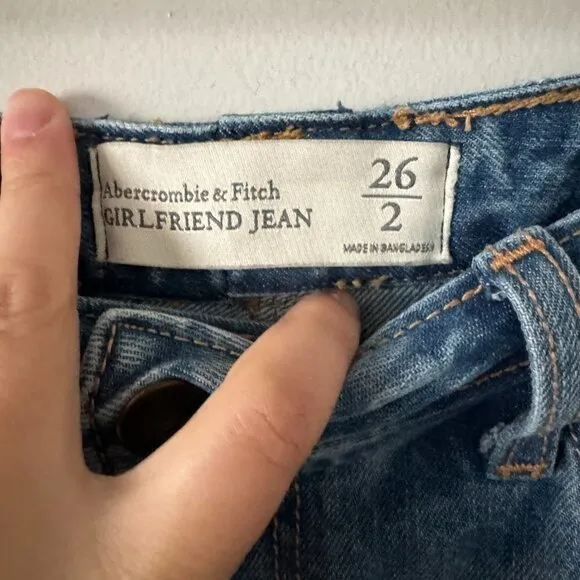 Abercrombie & Fitch
GIRLFRIEND JEAN
26
2
MADE IN BANGLADESH